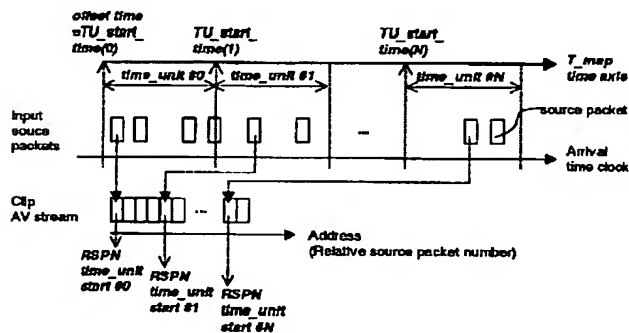 offset time
=TU_start_
time(0)
TU_start_
time(1)
TU_start_
time(N)
T_map
time axis
time_unit #0
time_unit #1
time_unit #N
source packet
Input
souce
packets
...
Arrival
time clock
Clip
AV stream
...
Address
(Relative source packet number)
RSPN
time_unit
start #0
RSPN
time_unit
start #1
RSPN
time_unit
start #N